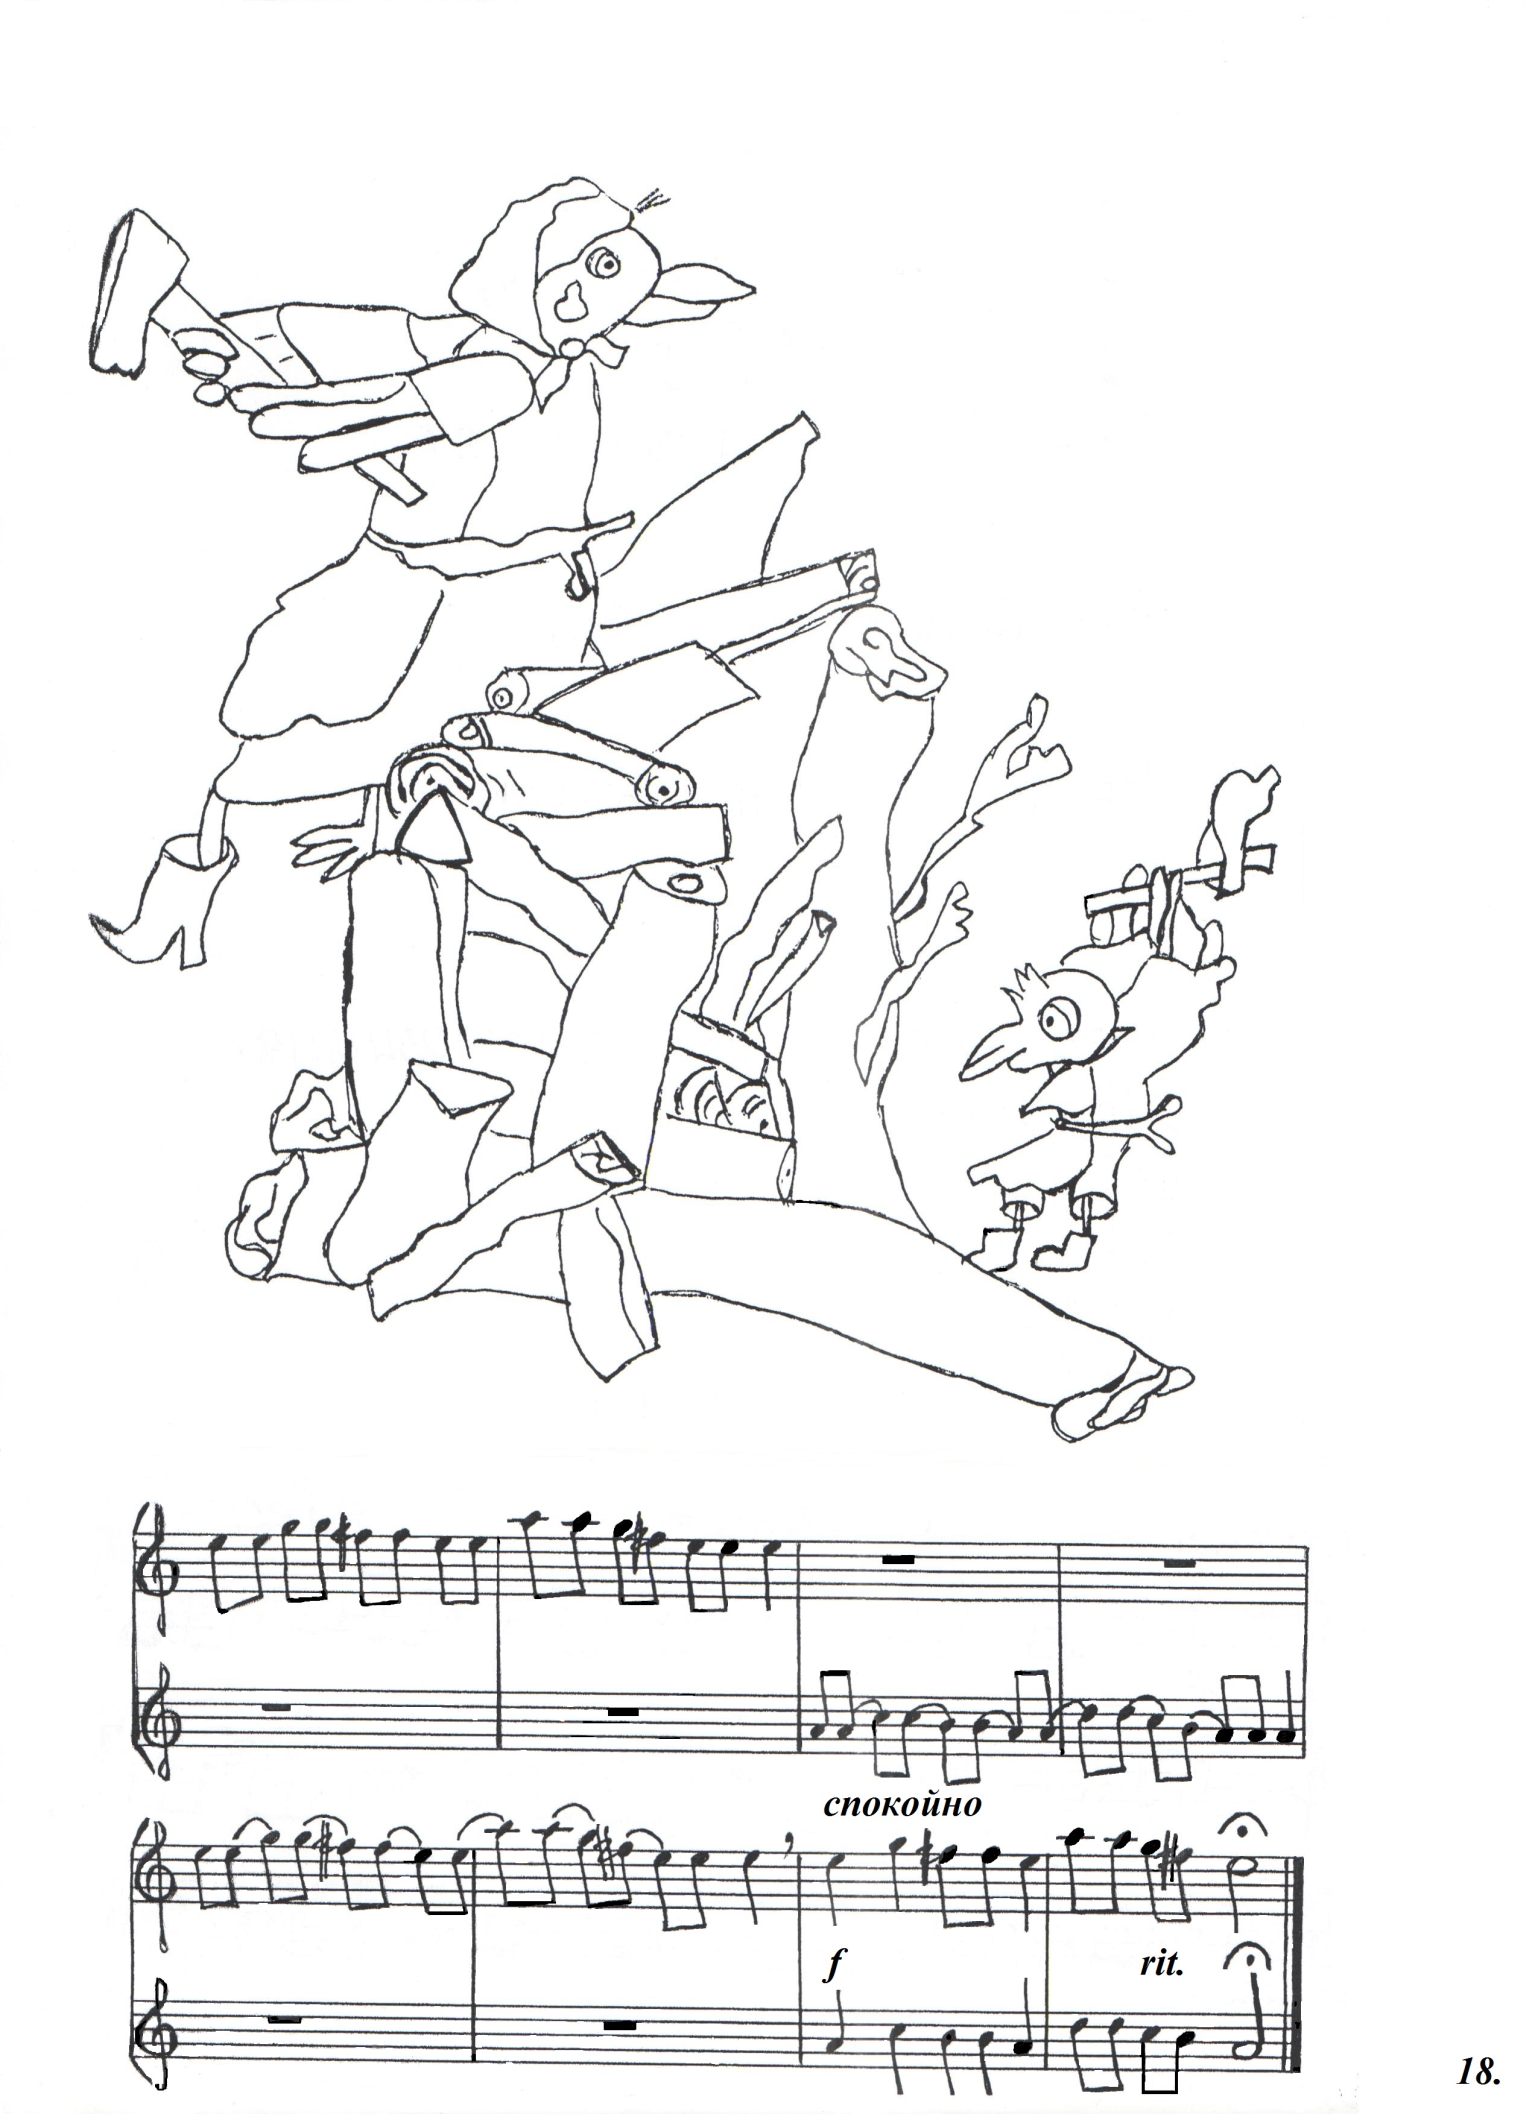 спокойно
f
rit.
18.